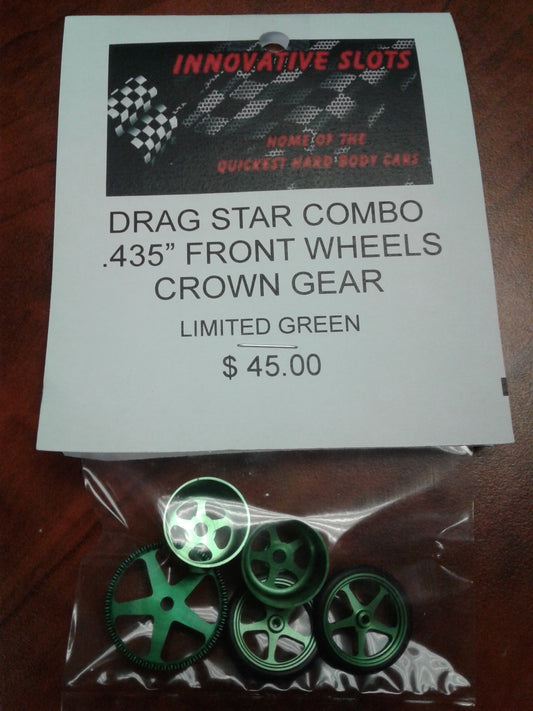 INNOVATIVE SLOTS
HOME OF THE
QUICKEST HARD BODY CARS
DRAG STAR COMBO
.435” FRONT WHEELS
CROWN GEAR
LIMITED GREEN
$ 45.00